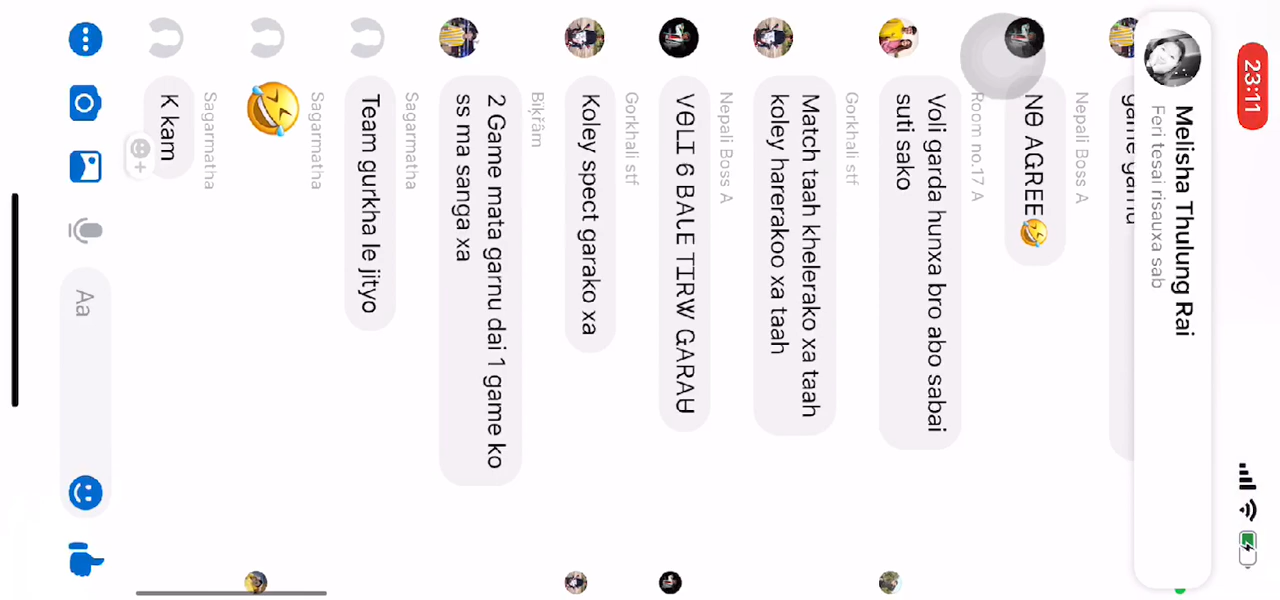 23:11
Melisha Thulung Rai
Feri tesai risauxa sab
Nepali Boss A
NΘ AGREE🤣
Room no.17 A
Voli garda hunxa bro abo sabai
suti sako
Gorkhali stf
Match taah khelerako xa taah
koley harerakoo xa taah
Nepali Boss A
VΘLI 6 BALE TIRW GARAU
Gorkhali stf
Koley spect garako xa
Bikřâm
2 Game mata garnu dai 1 game ko
ss ma sanga xa
Sagarmatha
Team gurkha le jityo
Sagarmatha
🤣
Sagarmatha
K kam
Aa